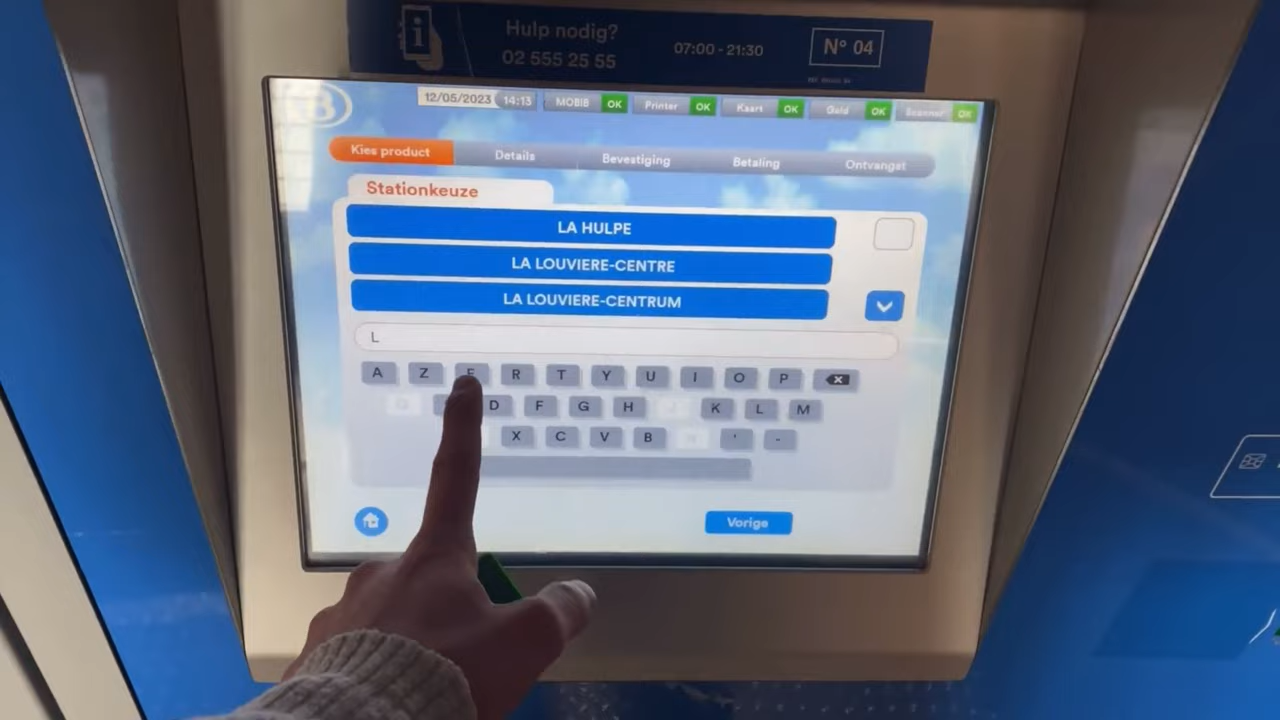 i Hulp nodig? 07:00 - 21:30 N° 04
02 555 25 55
B 12/05/2023 14:13 MOBIB OK Printer OK Kaart OK Geld OK Scanner OK
Kies product Details Bevestiging Betaling Ontvangst
Stationkeuze
LA HULPE
LA LOUVIERE-CENTRE
LA LOUVIERE-CENTRUM
L
A Z E R T Y U I O P
D F G H K L M
X C V B ' -
Vorige